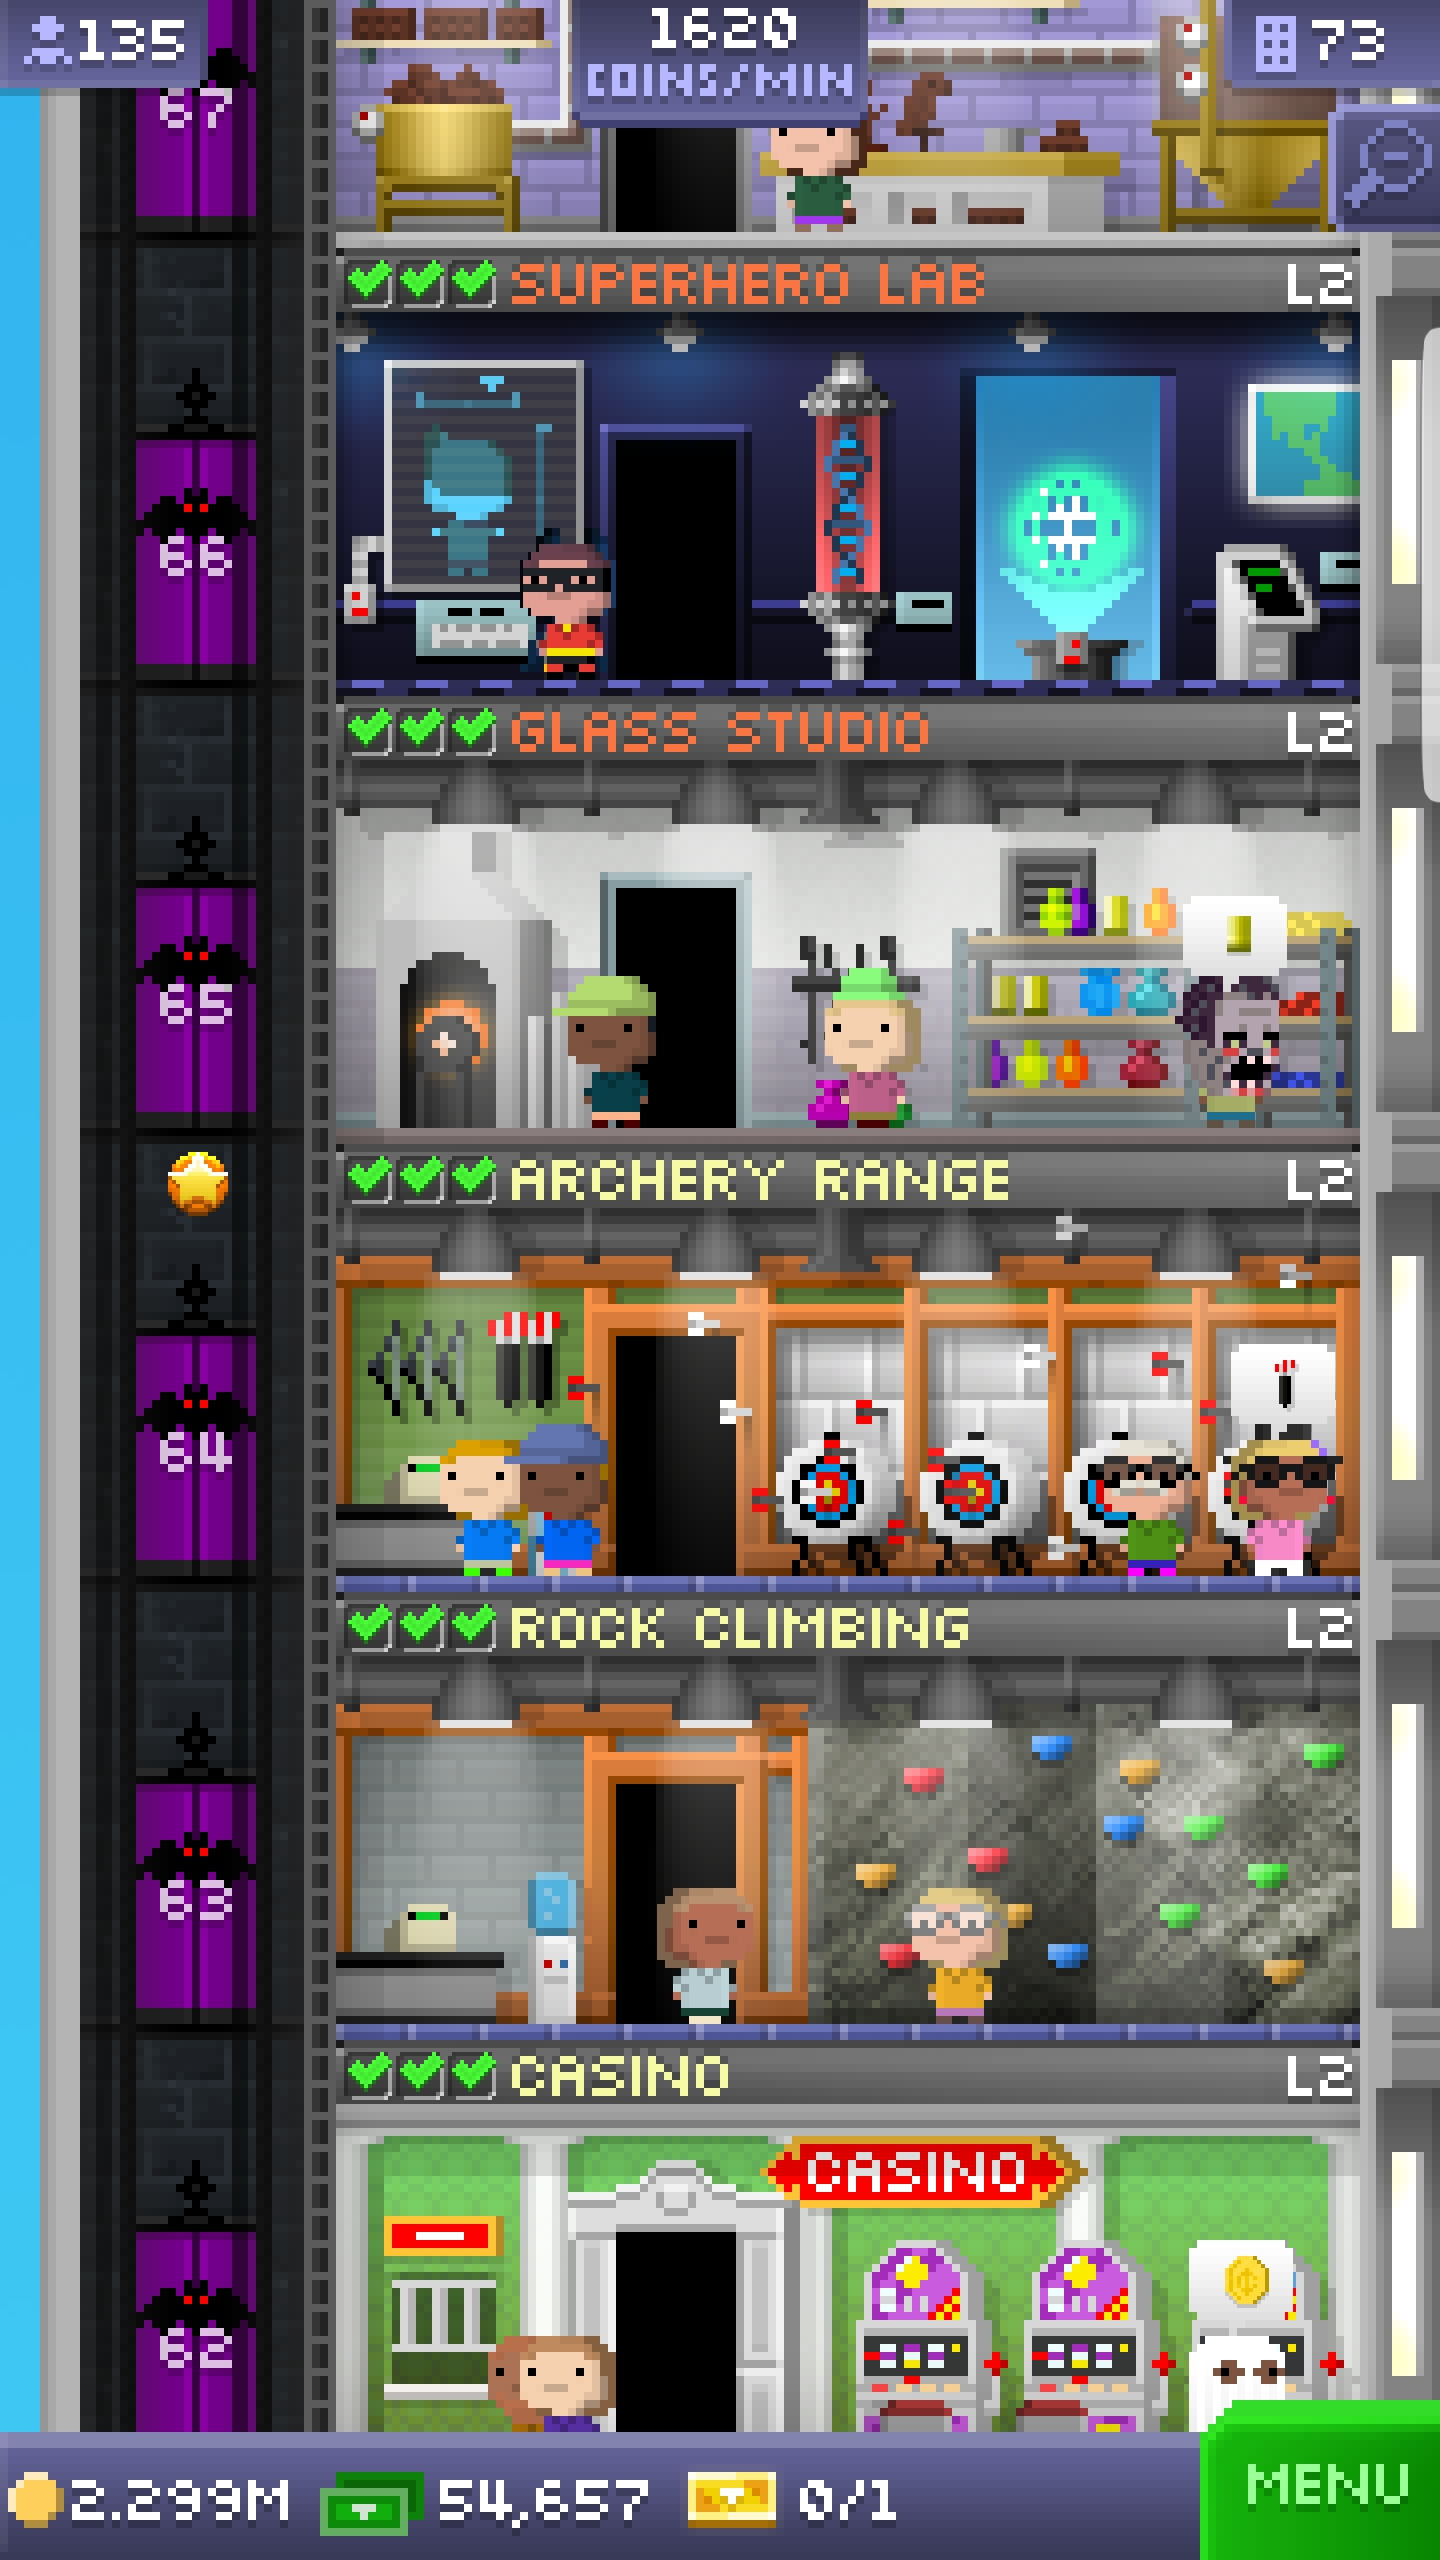 135
1620
COINS/MIN
73
67
SUPERHERO LAB L2
66
GLASS STUDIO L2
65
ARCHERY RANGE L2
64
ROCK CLIMBING L2
63
CASINO L2
CASINO
62
2.299M 54,657 0/1
MENU